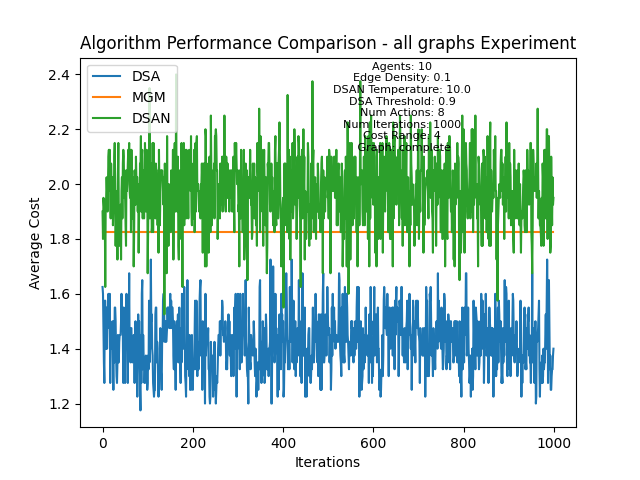 Algorithm Performance Comparison - all graphs Experiment
DSA
MGM
DSAN
Agents: 10
Edge Density: 0.1
DSAN Temperature: 10.0
DSA Threshold: 0.9
Num Actions: 8
Num Iterations: 1000
Cost Range: 4
Graph: complete
Average Cost
2.4
2.2
2.0
1.8
1.6
1.4
1.2
0
200
400
600
800
1000
Iterations